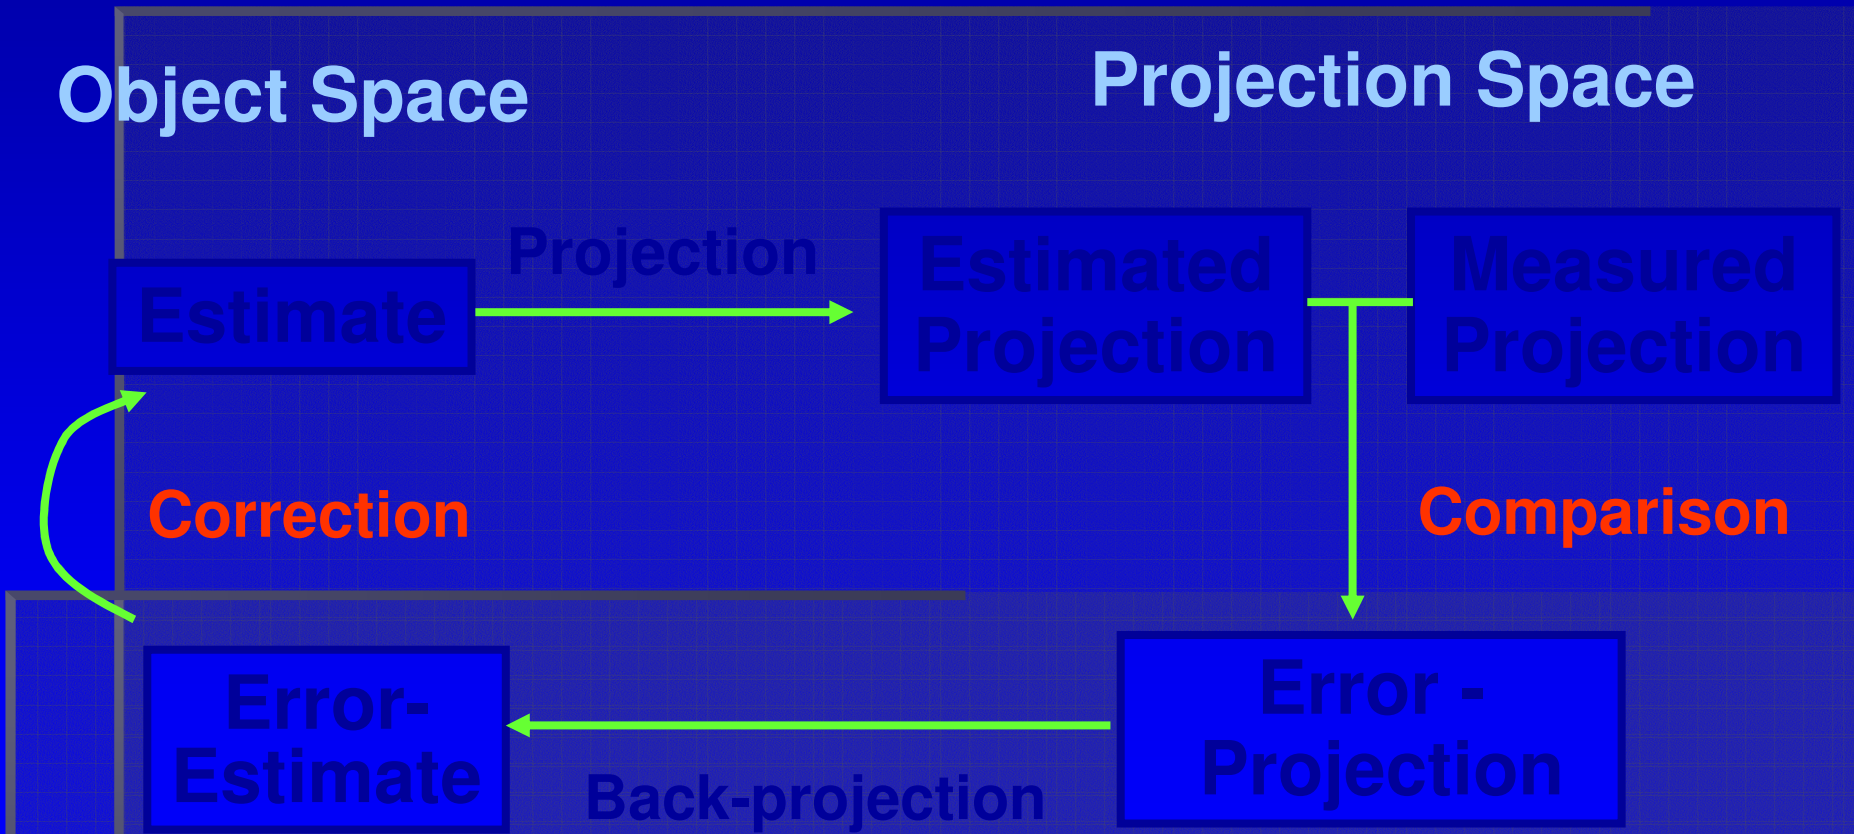 Object Space
Projection Space
Projection
Estimate
Estimated
Projection
Measured
Projection
Correction
Comparison
Error-
Estimate
Back-projection
Error -
Projection